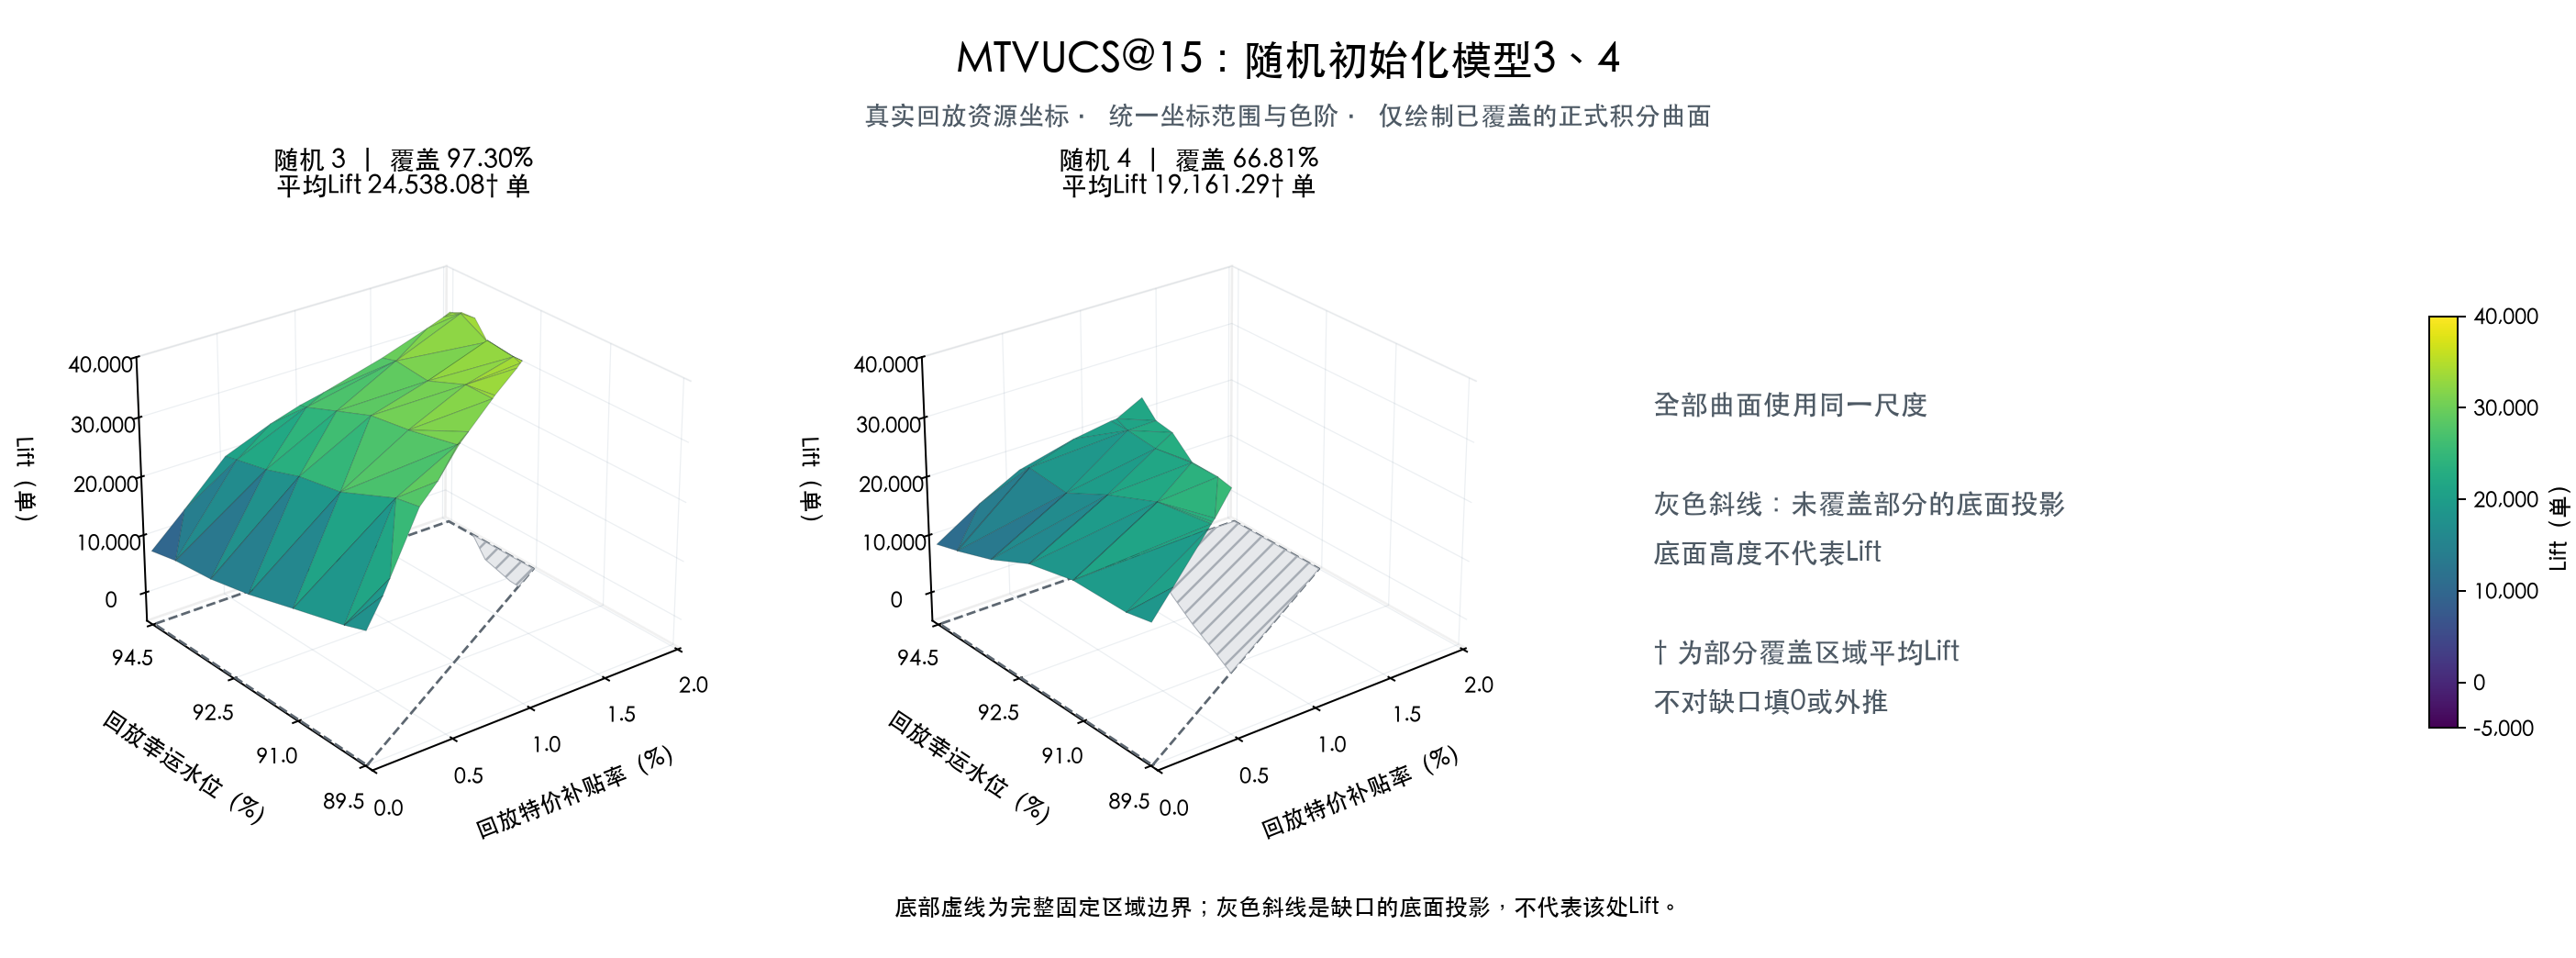 MTVUCS@15：随机初始化模型3、4
真实回放资源坐标 · 统一坐标范围与色阶 · 仅绘制已覆盖的正式积分曲面
随机 3 | 覆盖 97.30%
平均Lift 24,538.08† 单
40,000
30,000
20,000
10,000
0
Lift（单）
94.5
92.5
91.0
89.5
回放幸运水位（%）
0.0
0.5
1.0
1.5
2.0
回放特价补贴率（%）
随机 4 | 覆盖 66.81%
平均Lift 19,161.29† 单
40,000
30,000
20,000
10,000
0
Lift（单）
94.5
92.5
91.0
89.5
回放幸运水位（%）
0.0
0.5
1.0
1.5
2.0
回放特价补贴率（%）
全部曲面使用同一尺度
灰色斜线：未覆盖部分的底面投影
底面高度不代表Lift
† 为部分覆盖区域平均Lift
不对缺口填0或外推
40,000
30,000
20,000
10,000
0
-5,000
Lift（单）
底部虚线为完整固定区域边界；灰色斜线是缺口的底面投影，不代表该处Lift。